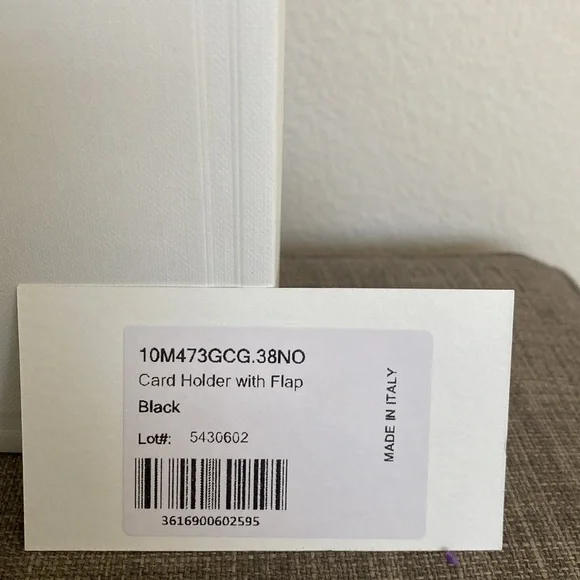 10M473GCG.38NO
Card Holder with Flap
Black
Lot#: 5430602
3616900602595
MADE IN ITALY